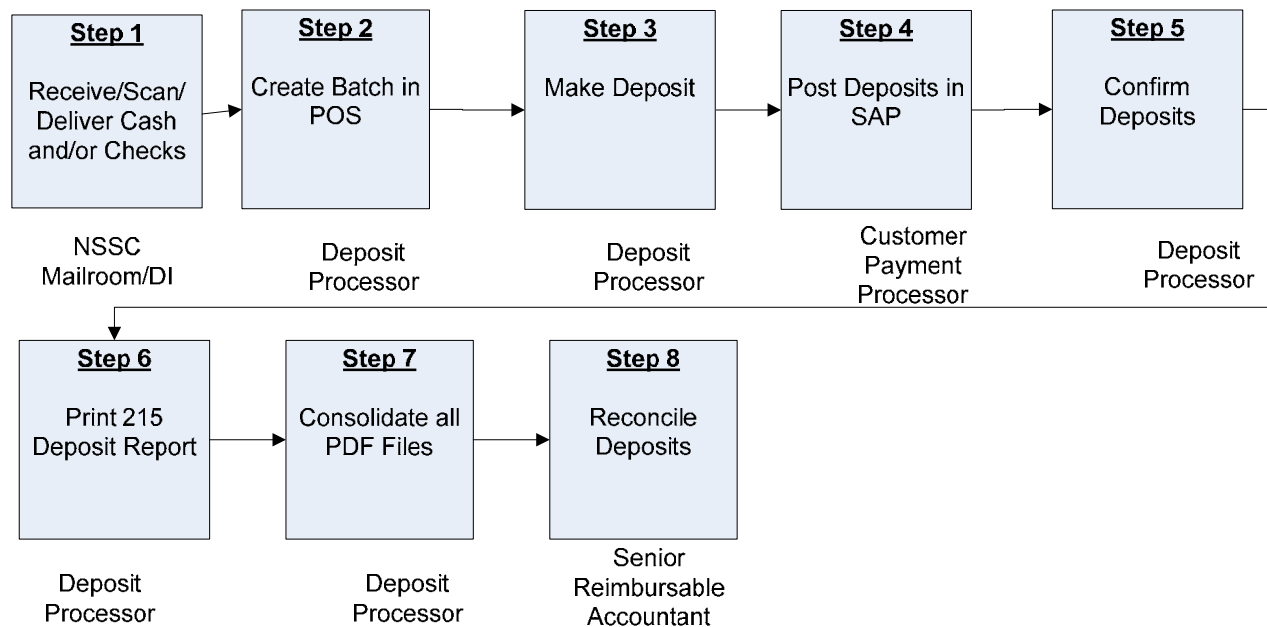 Step 1
Receive/Scan/
Deliver Cash
and/or Checks
NSSC
Mailroom/DI
Step 2
Create Batch in
POS
Deposit
Processor
Step 3
Make Deposit
Deposit
Processor
Step 4
Post Deposits in
SAP
Customer
Payment
Processor
Step 5
Confirm
Deposits
Deposit
Processor
Step 6
Print 215
Deposit Report
Deposit
Processor
Step 7
Consolidate all
PDF Files
Deposit
Processor
Step 8
Reconcile
Deposits
Senior
Reimbursable
Accountant